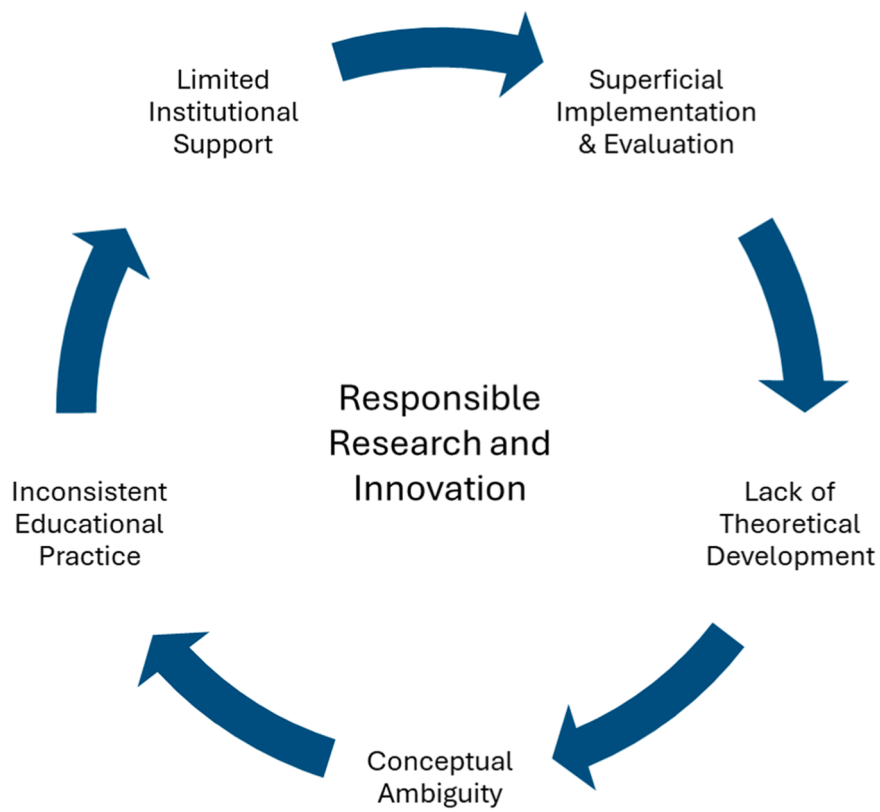 Limited
Institutional
Support
Superficial
Implementation
& Evaluation
Responsible
Research and
Innovation
Inconsistent
Educational
Practice
Lack of
Theoretical
Development
Conceptual
Ambiguity